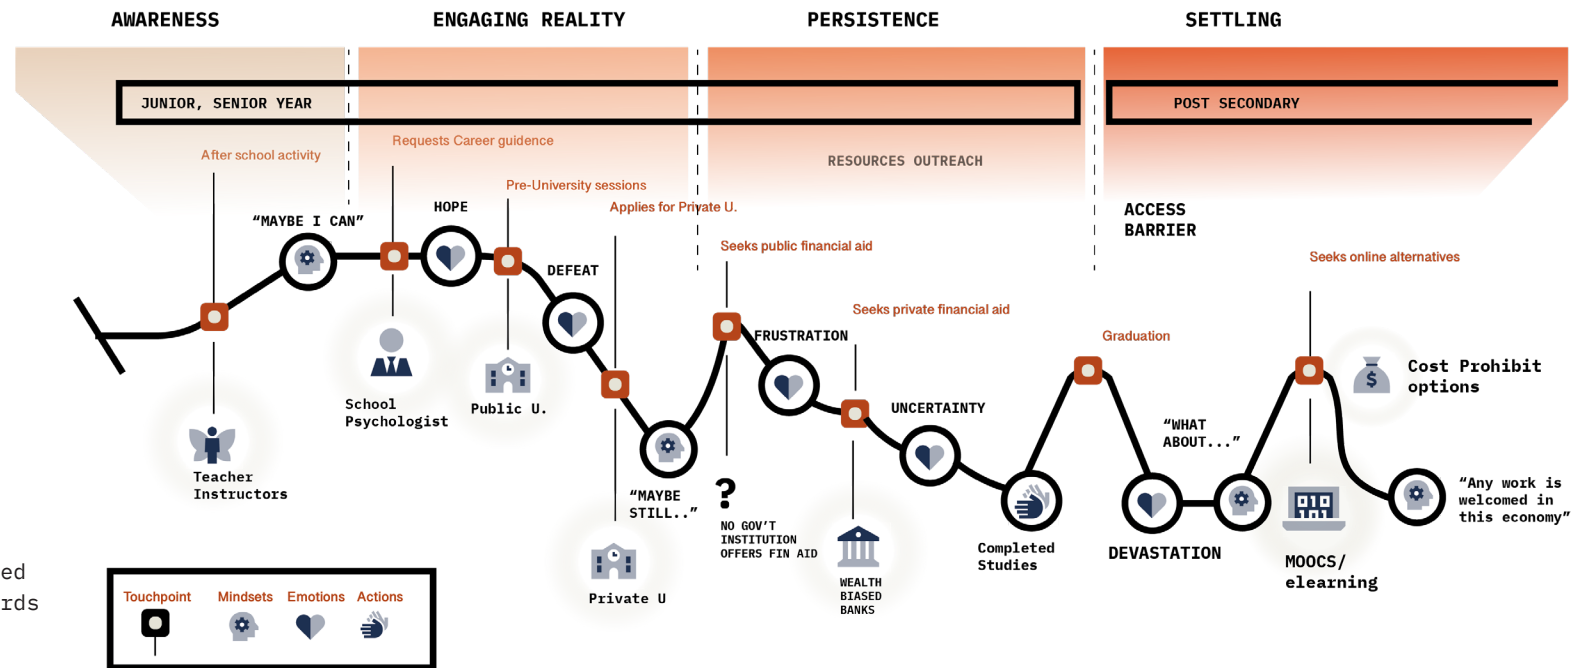 AWARENESS
ENGAGING REALITY
PERSISTENCE
SETTLING
JUNIOR, SENIOR YEAR
POST SECONDARY
After school activity
Requests Career guidance
Pre-University sessions
Applies for Private U.
RESOURCES OUTREACH
ACCESS
BARRIER
Seeks public financial aid
Seeks private financial aid
Seeks online alternatives
Graduation
“MAYBE I CAN”
HOPE
DEFEAT
FRUSTRATION
UNCERTAINTY
“WHAT
ABOUT...”
Cost Prohibit
options
School
Psychologist
Public U.
Teacher
Instructors
“MAYBE
STILL..”
?
NO GOV’T
INSTITUTION
OFFERS FIN AID
Private U
WEALTH
BIASED
BANKS
Completed
Studies
DEVASTATION
MOOCS/
elearning
“Any work is
welcomed in
this economy”
$
ed
rds
Touchpoint
Mindsets
Emotions
Actions